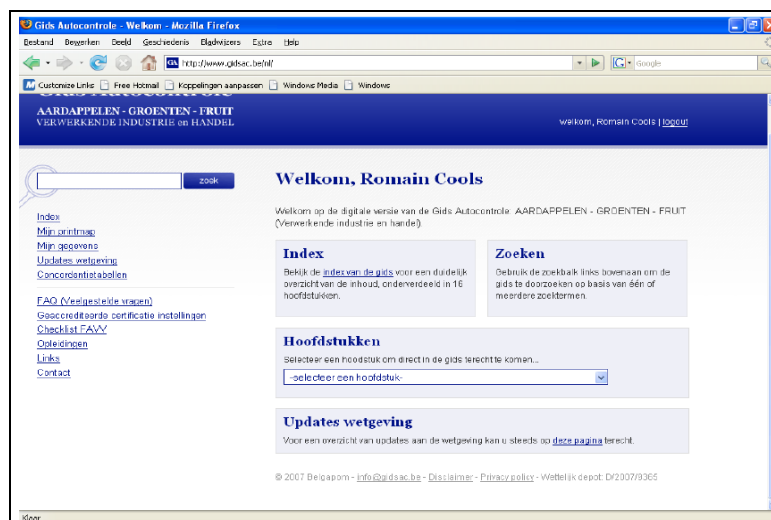 Gids Autocontrole - Welkom - Mozilla Firefox
Bestand Bewerken Beeld Geschiedenis Bladwijzers Extra Help
http://www.gidsac.be/nl/
Google
Customize Links Free Hotmail Koppelingen aanpassen Windows Media Windows
Gids Autocontrole
AARDAPPELEN - GROENTEN - FRUIT
VERWERKENDE INDUSTRIE en HANDEL
welkom, Romain Cools | logout
zoek
Index
Mijn printmap
Mijn gegevens
Updates wetgeving
Concordantietabellen
FAQ (Veelgestelde vragen)
Geaccrediteerde certificatie instellingen
Checklist FAVV
Opleidingen
Links
Contact
Welkom, Romain Cools
Welkom op de digitale versie van de Gids Autocontrole. AARDAPPELEN - GROENTEN - FRUIT
(Verwerkende industrie en handel).
Index
Bekijk de index van de gids voor een duidelijk
overzicht van de inhoud, onderverdeeld in 16
hoofdstukken.
Zoeken
Gebruik de zoekbalk links bovenaan om de
gids te doorzoeken op basis van één of
meerdere zoektermen.
Hoofdstukken
Selecteer een hoodstuk om direct in de gids terecht te komen...
-selecteer een hoofdstuk-
Updates wetgeving
Voor een overzicht van updates aan de wetgeving kan u steeds op deze pagina terecht.
© 2007 Belgapom - info@gidsac.be - Disclaimer - Privacy policy - Wettelijk depot: D/2007/9365
Klaar